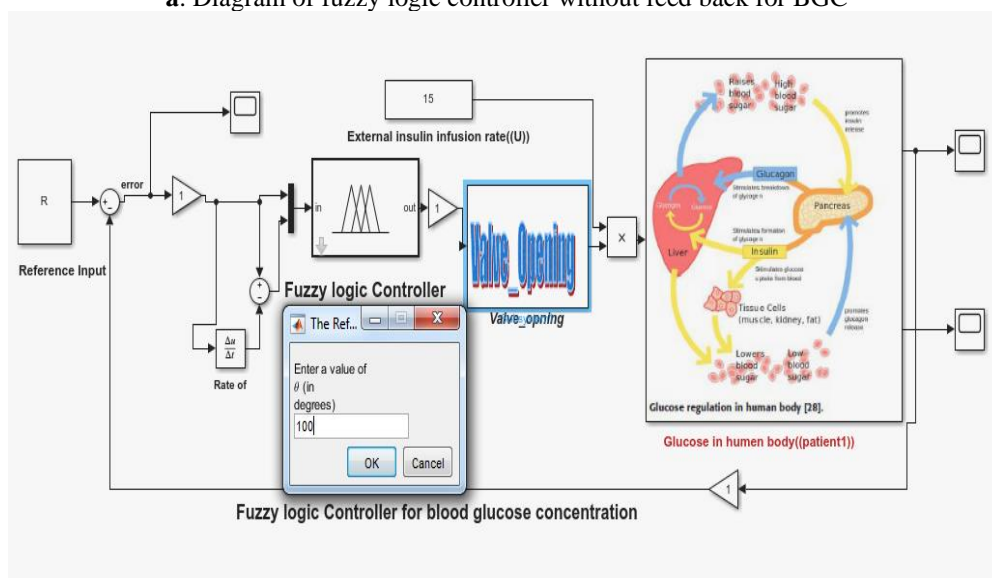 a. Diagram of fuzzy logic controller without feed back for BGC
15
External insulin infusion rate((U))
R
error
1
Reference Input
in
out
1
Fuzzy logic Controller
Valve_Opening
Valve_opning
×
Δu
Δt
Rate of
The Ref...
Enter a value of
θ (in
degrees)
100
OK
Cancel
Raises
blood
sugar
High
blood
sugar
promotes
insulin
release
Glucagon
Stimulates breakdown
of glycogen
Glycogen
Glucose
Pancreas
Stimulates formation
of glycogen
Liver
Insulin
Stimulates glucose
uptake from blood
Tissue Cells
(muscle, kidney, fat)
promotes
glucagon
release
Lowers
blood
sugar
Low
blood
sugar
Glucose regulation in human body [28].
Glucose in humen body((patient1))
1
Fuzzy logic Controller for blood glucose concentration